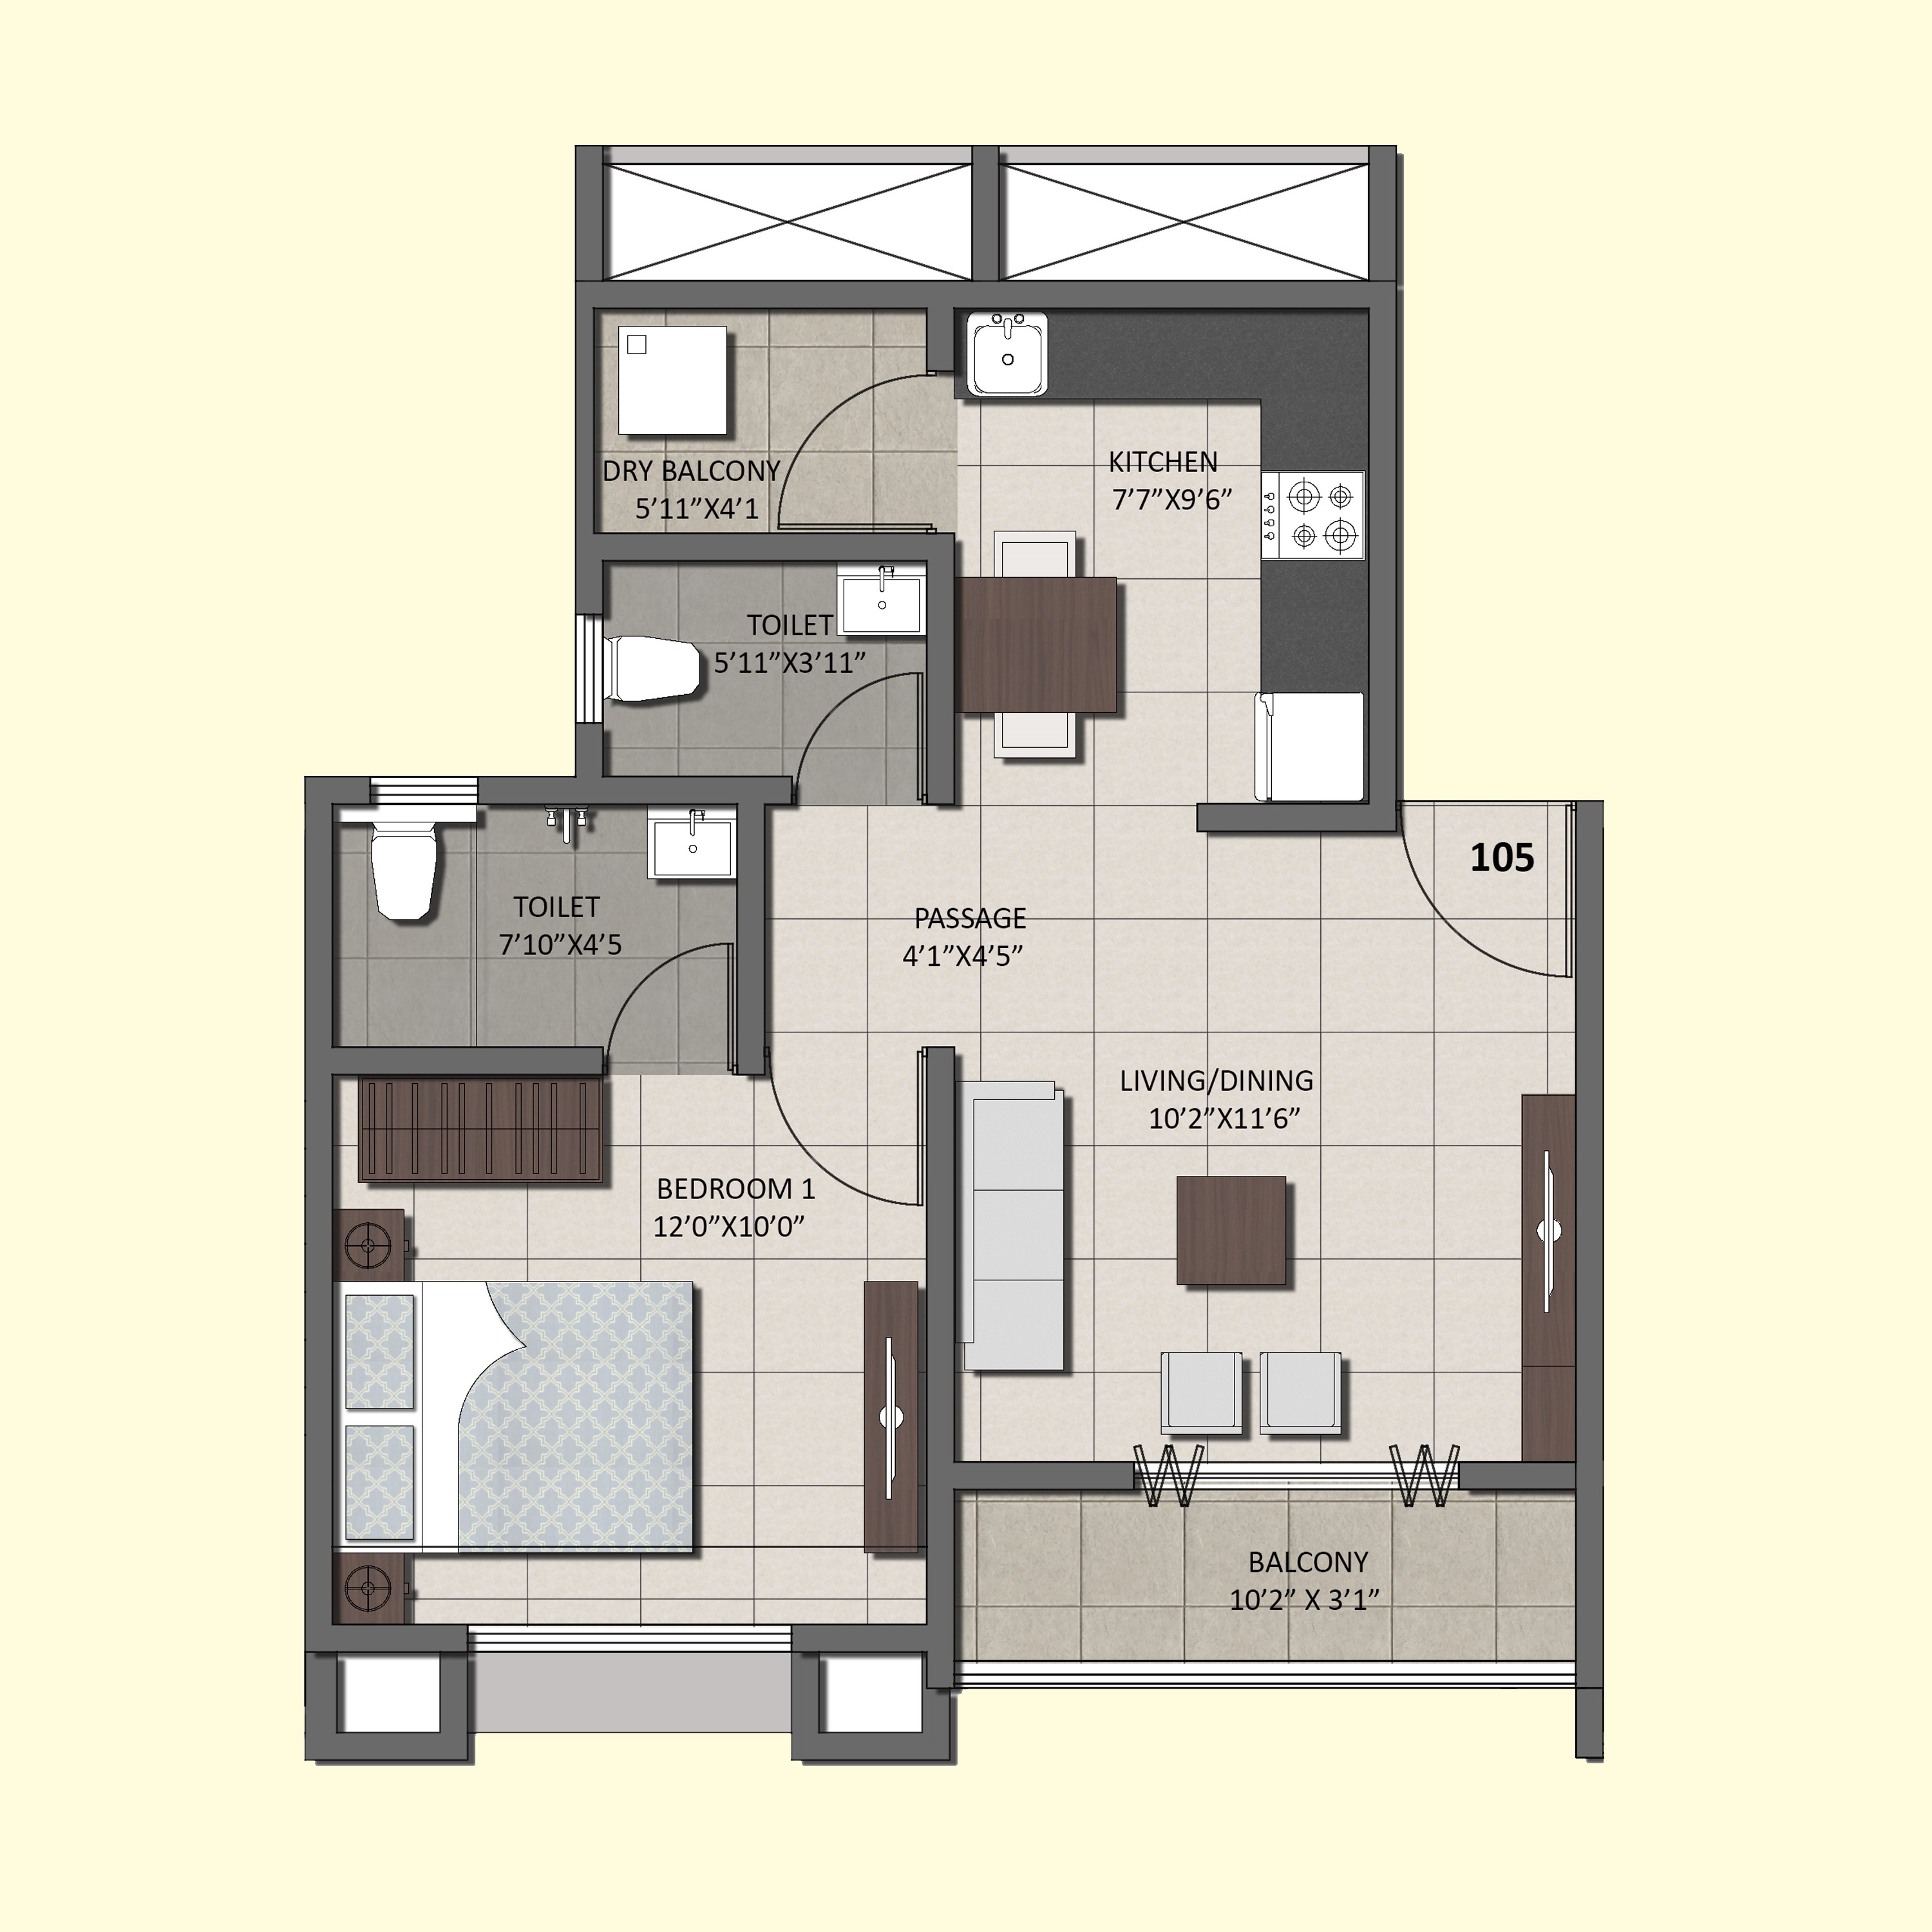 DRY BALCONY
5’11”X4’1
KITCHEN
7’7”X9’6”
TOILET
5’11”X3’11”
105
TOILET
7’10”X4’5
PASSAGE
4’1”X4’5”
LIVING/DINING
10’2”X11’6”
BEDROOM 1
12’0”X10’0”
BALCONY
10’2” X 3’1”